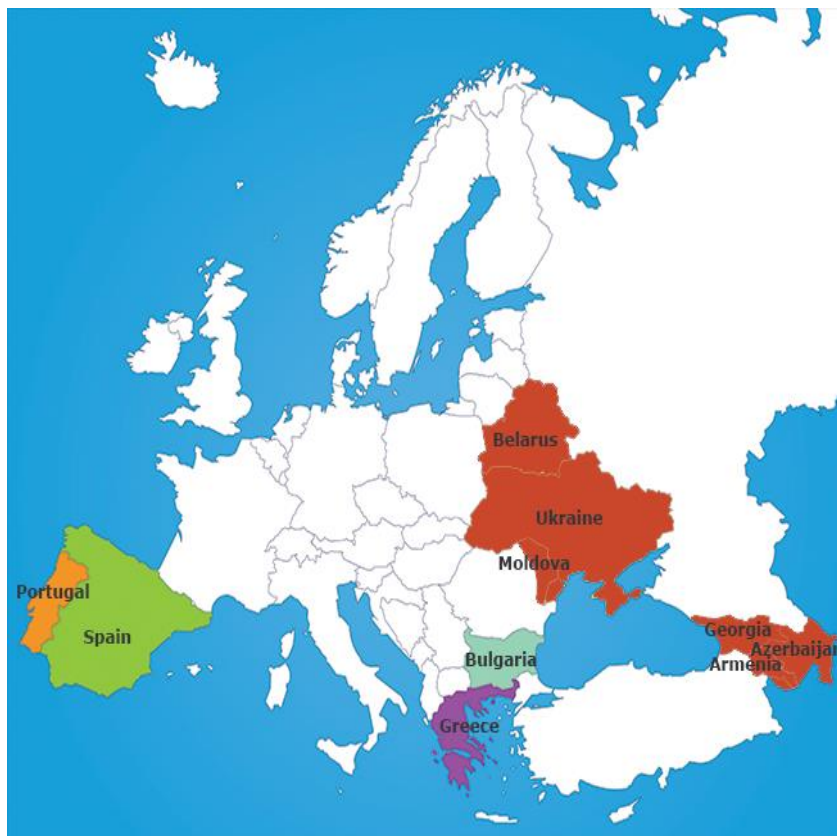 Belarus
Ukraine
Moldova
Portugal
Spain
Georgia
Azerbaijan
Bulgaria
Armenia
Greece